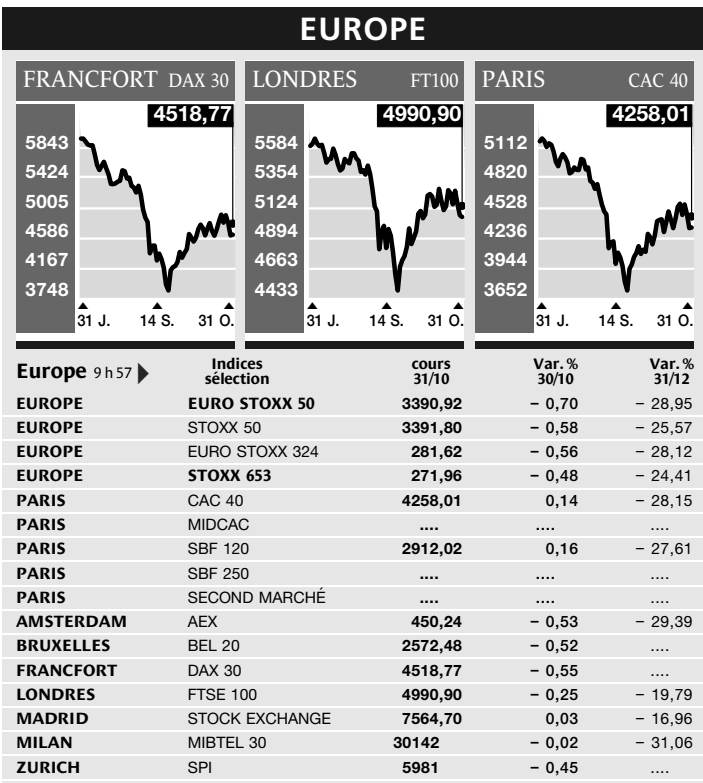 EUROPE
FRANCFORT DAX 30
4518,77
5843
5424
5005
4586
4167
3748
31 J. 14 S. 31 O.
LONDRES FT100
4990,90
5584
5354
5124
4894
4663
4433
31 J. 14 S. 31 O.
PARIS CAC 40
4258,01
5112
4820
4528
4236
3944
3652
31 J. 14 S. 31 O.
Europe 9 h 57 Indices sélection cours 31/10 Var. % 30/10 Var. % 31/12
EUROPE EURO STOXX 50 3390,92 – 0,70 – 28,95
EUROPE STOXX 50 3391,80 – 0,58 – 25,57
EUROPE EURO STOXX 324 281,62 – 0,56 – 28,12
EUROPE STOXX 653 271,96 – 0,48 – 24,41
PARIS CAC 40 4258,01 0,14 – 28,15
PARIS MIDCAC .... .... ....
PARIS SBF 120 2912,02 0,16 – 27,61
PARIS SBF 250 .... .... ....
PARIS SECOND MARCHÉ .... .... ....
AMSTERDAM AEX 450,24 – 0,53 – 29,39
BRUXELLES BEL 20 2572,48 – 0,52 ....
FRANCFORT DAX 30 4518,77 – 0,55 ....
LONDRES FTSE 100 4990,90 – 0,25 – 19,79
MADRID STOCK EXCHANGE 7564,70 0,03 – 16,96
MILAN MIBTEL 30 30142 – 0,02 – 31,06
ZURICH SPI 5981 – 0,45 ....